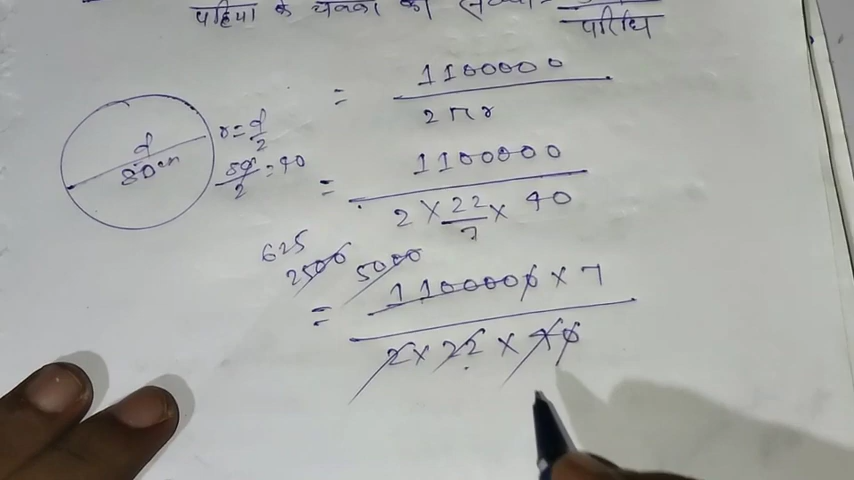 पहिया के चक्कर की संख्या =
परिधि
= 1100000
2πr
d
80cm
r = d/2
80/2 = 40
= 1100000
2 × 22/7 × 40
625
2500 5000
= 1100000 × 7
2 × 22 × 40